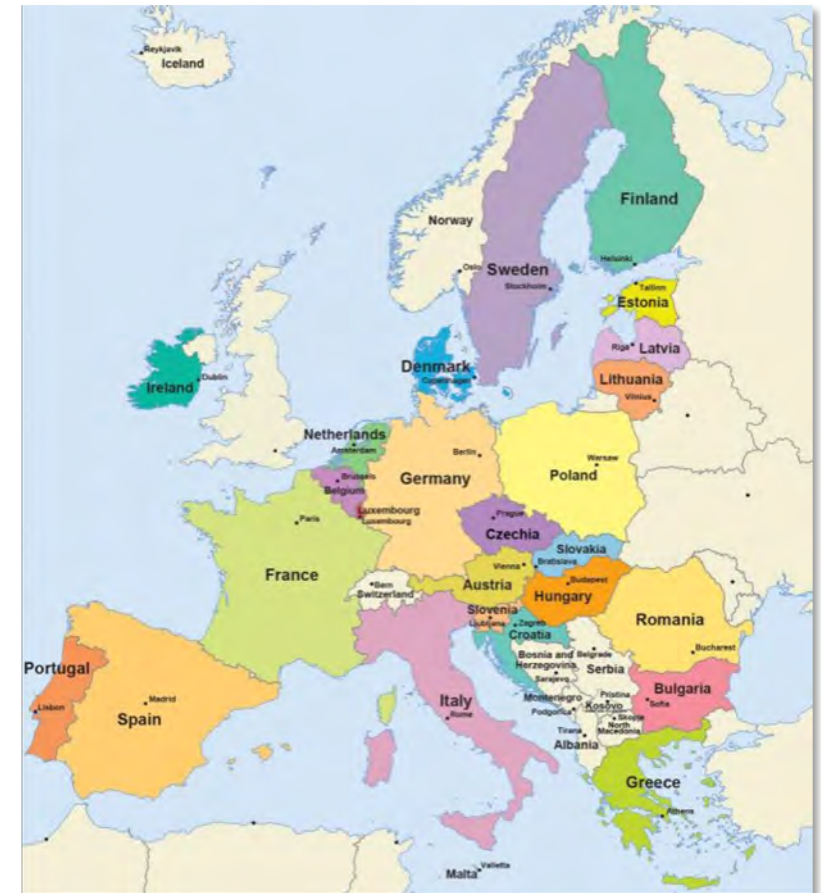 Reykjavik
Iceland
Finland
Norway
Helsinki
Oslo
Sweden
Stockholm
Tallinn
Estonia
Riga
Latvia
Denmark
Copenhagen
Lithuania
Vilnius
Ireland
Dublin
Netherlands
Amsterdam
Berlin
Warsaw
Poland
Germany
Brussels
Belgium
Luxembourg
Luxembourg
Paris
Prague
Czechia
Slovakia
Bratislava
Vienna
Austria
Budapest
Hungary
France
Bern
Switzerland
Slovenia
Ljubljana
Zagreb
Croatia
Romania
Bucharest
Bosnia and
Herzegovina
Sarajevo
Belgrade
Serbia
Portugal
Lisbon
Madrid
Spain
Italy
Rome
Montenegro
Podgorica
Pristina
Kosovo
Bulgaria
Sofia
Skopje
North
Macedonia
Tirana
Albania
Greece
Athens
Valletta
Malta